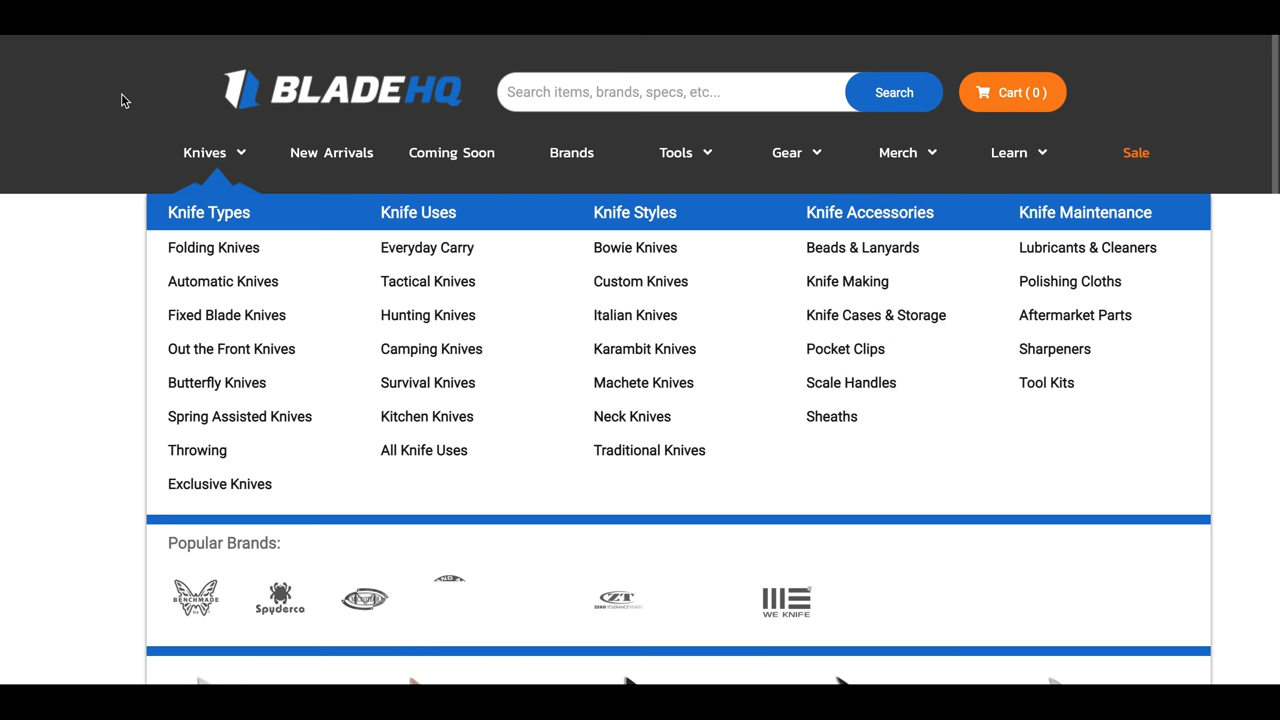 BLADEHQ
Search items, brands, specs, etc...
Search
Cart ( 0 )
Knives
New Arrivals
Coming Soon
Brands
Tools
Gear
Merch
Learn
Sale
Knife Types
Folding Knives
Automatic Knives
Fixed Blade Knives
Out the Front Knives
Butterfly Knives
Spring Assisted Knives
Throwing
Exclusive Knives
Knife Uses
Everyday Carry
Tactical Knives
Hunting Knives
Camping Knives
Survival Knives
Kitchen Knives
All Knife Uses
Knife Styles
Bowie Knives
Custom Knives
Italian Knives
Karambit Knives
Machete Knives
Neck Knives
Traditional Knives
Knife Accessories
Beads & Lanyards
Knife Making
Knife Cases & Storage
Pocket Clips
Scale Handles
Sheaths
Knife Maintenance
Lubricants & Cleaners
Polishing Cloths
Aftermarket Parts
Sharpeners
Tool Kits
Popular Brands:
BENCHMADE
Spyderco
ZT
ZERO TOLERANCE KNIVES
WE KNIFE